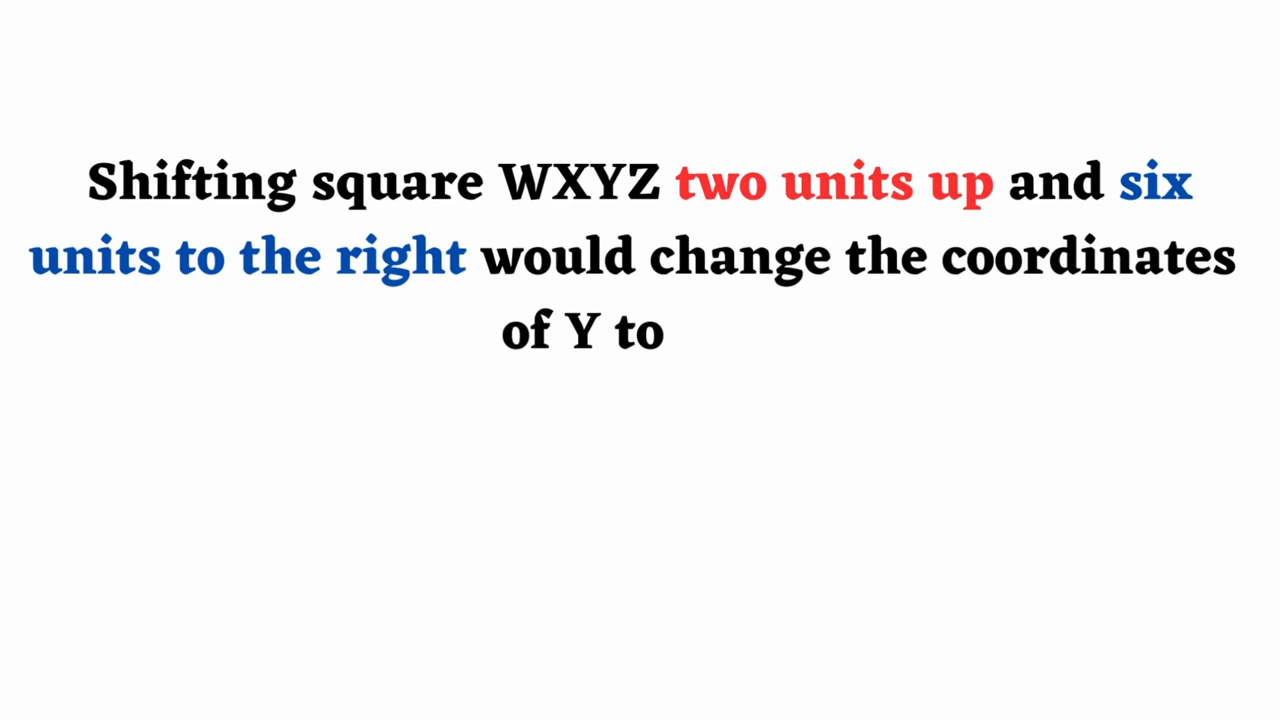 Shifting square WXYZ two units up and six
units to the right would change the coordinates
of Y to